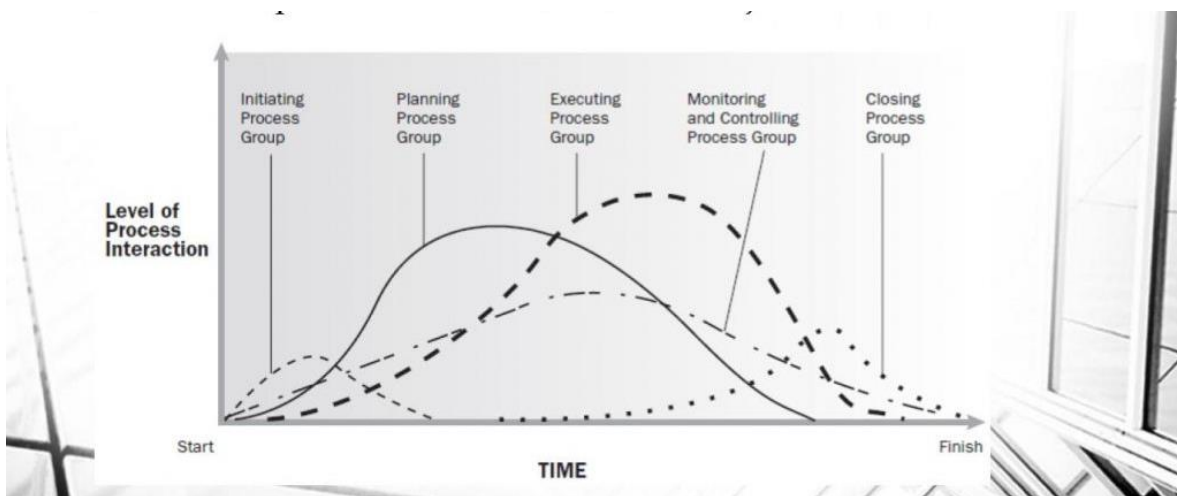 Initiating
Process
Group
Planning
Process
Group
Executing
Process
Group
Monitoring
and Controlling
Process Group
Closing
Process
Group
Level of
Process
Interaction
Start
Finish
TIME